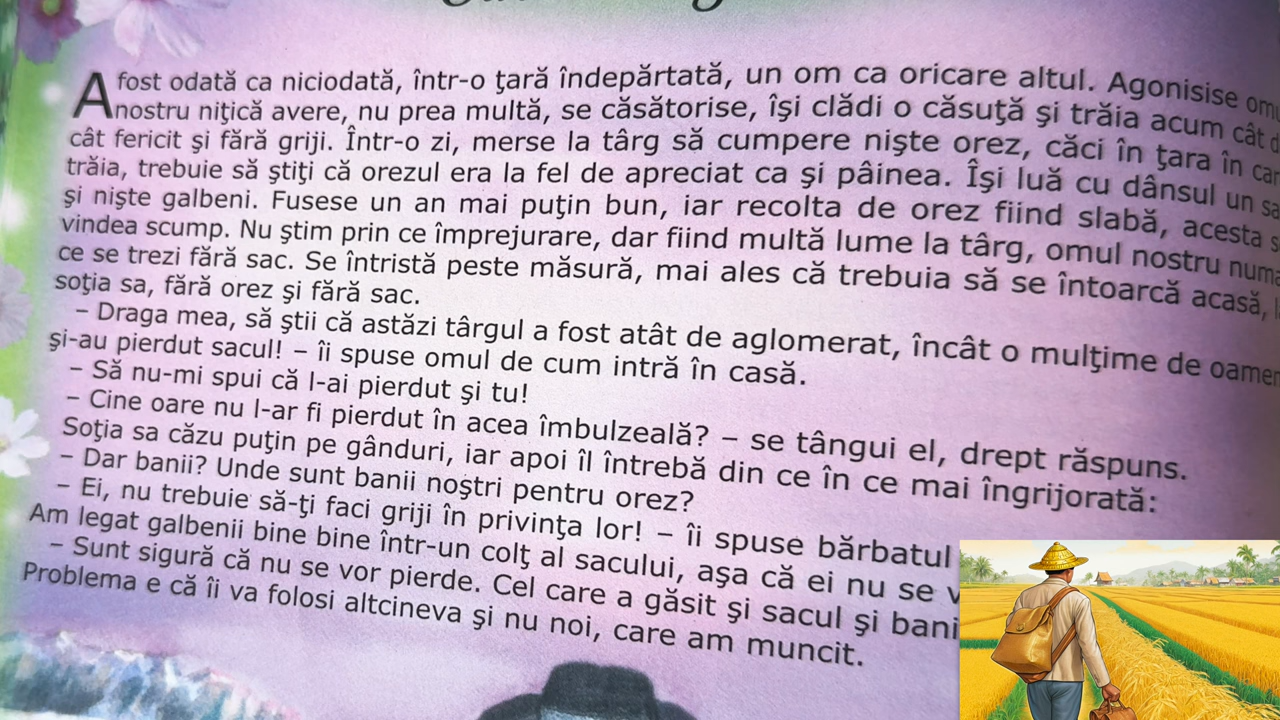 A fost odată ca niciodată, într-o ţară îndepărtată, un om ca oricare altul. Agonisise
nostru niţică avere, nu prea multă, se căsătorise, îşi clădi o căsuţă şi trăia acum cât
cât fericit şi fără griji. Într-o zi, merse la târg să cumpere nişte orez, căci în ţara în
trăia, trebuie să ştiţi că orezul era la fel de apreciat ca şi pâinea. Îşi luă cu dânsul un
şi nişte galbeni. Fusese un an mai puţin bun, iar recolta de orez fiind slabă, acesta
vindea scump. Nu ştim prin ce împrejurare, dar fiind multă lume la târg, omul nostru
ce se trezi fără sac. Se întristă peste măsură, mai ales că trebuia să se întoarcă acasă,
soţia sa, fără orez şi fără sac.
– Draga mea, să ştii că astăzi târgul a fost atât de aglomerat, încât o mulţime de
şi-au pierdut sacul! – îi spuse omul de cum intră în casă.
– Să nu-mi spui că l-ai pierdut şi tu!
– Cine oare nu l-ar fi pierdut în acea îmbulzeală? – se tângui el, drept răspuns.
Soţia sa căzu puţin pe gânduri, iar apoi îl întrebă din ce în ce mai îngrijorată:
– Dar banii? Unde sunt banii noştri pentru orez?
– Ei, nu trebuie să-ţi faci griji în privinţa lor! – îi spuse bărbatul
Am legat galbenii bine bine într-un colţ al sacului, aşa că ei nu se
– Sunt sigură că nu se vor pierde. Cel care a găsit şi sacul şi
Problema e că îi va folosi altcineva şi nu noi, care am muncit.